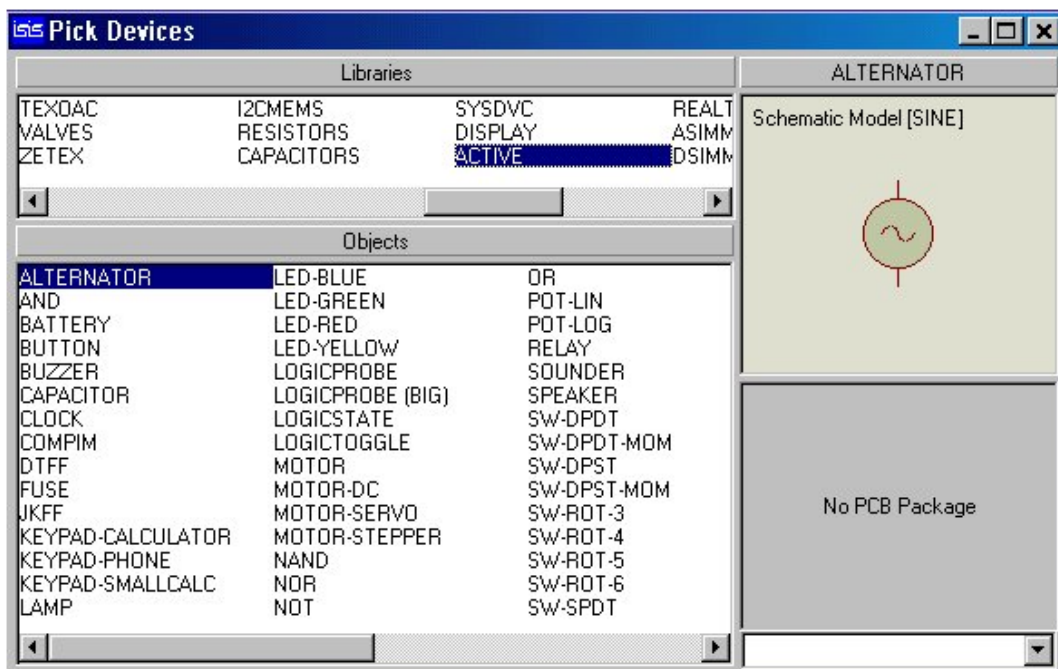 isis Pick Devices
Libraries
TEXOAC I2CMEMS SYSDVC REALT
VALVES RESISTORS DISPLAY ASIMM
ZETEX CAPACITORS ACTIVE DSIMM
Objects
ALTERNATOR LED-BLUE OR
AND LED-GREEN POT-LIN
BATTERY LED-RED POT-LOG
BUTTON LED-YELLOW RELAY
BUZZER LOGICPROBE SOUNDER
CAPACITOR LOGICPROBE (BIG) SPEAKER
CLOCK LOGICSTATE SW-DPDT
COMPIM LOGICTOGGLE SW-DPDT-MOM
DTFF MOTOR SW-DPST
FUSE MOTOR-DC SW-DPST-MOM
JKFF MOTOR-SERVO SW-ROT-3
KEYPAD-CALCULATOR MOTOR-STEPPER SW-ROT-4
KEYPAD-PHONE NAND SW-ROT-5
KEYPAD-SMALLCALC NOR SW-ROT-6
LAMP NOT SW-SPDT
ALTERNATOR
Schematic Model [SINE]
No PCB Package